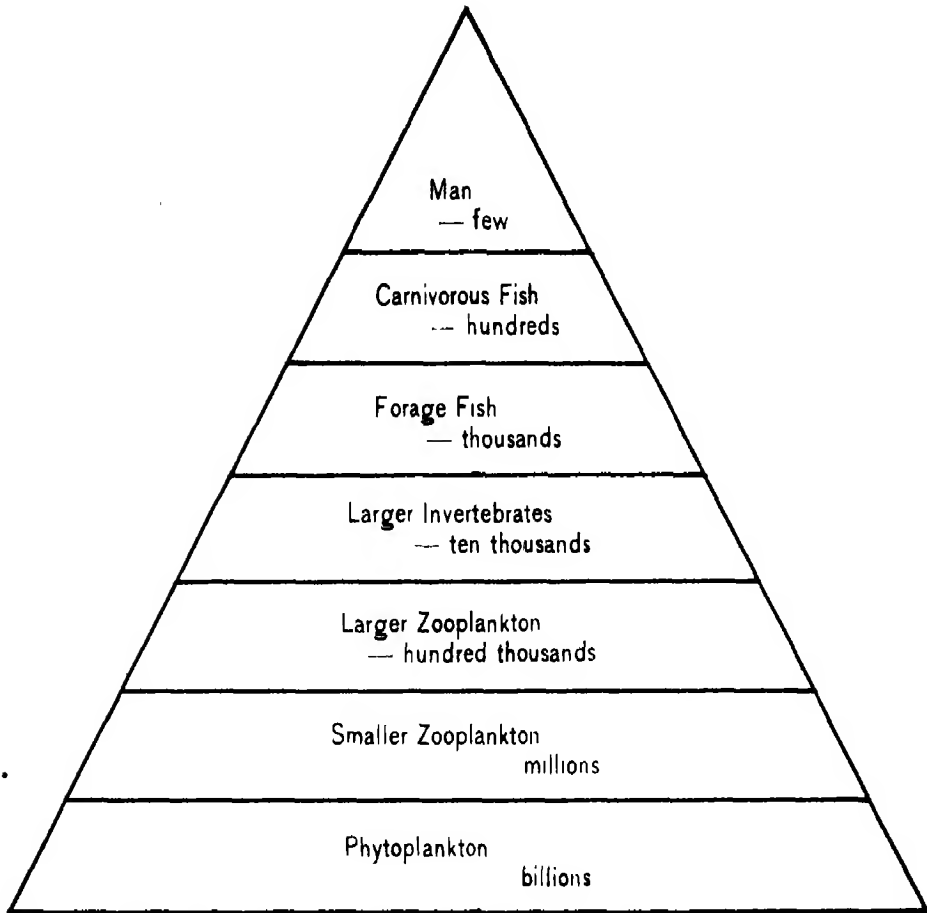 Man
— few
Carnivorous Fish
— hundreds
Forage Fish
— thousands
Larger Invertebrates
— ten thousands
Larger Zooplankton
— hundred thousands
Smaller Zooplankton
millions
Phytoplankton
billions